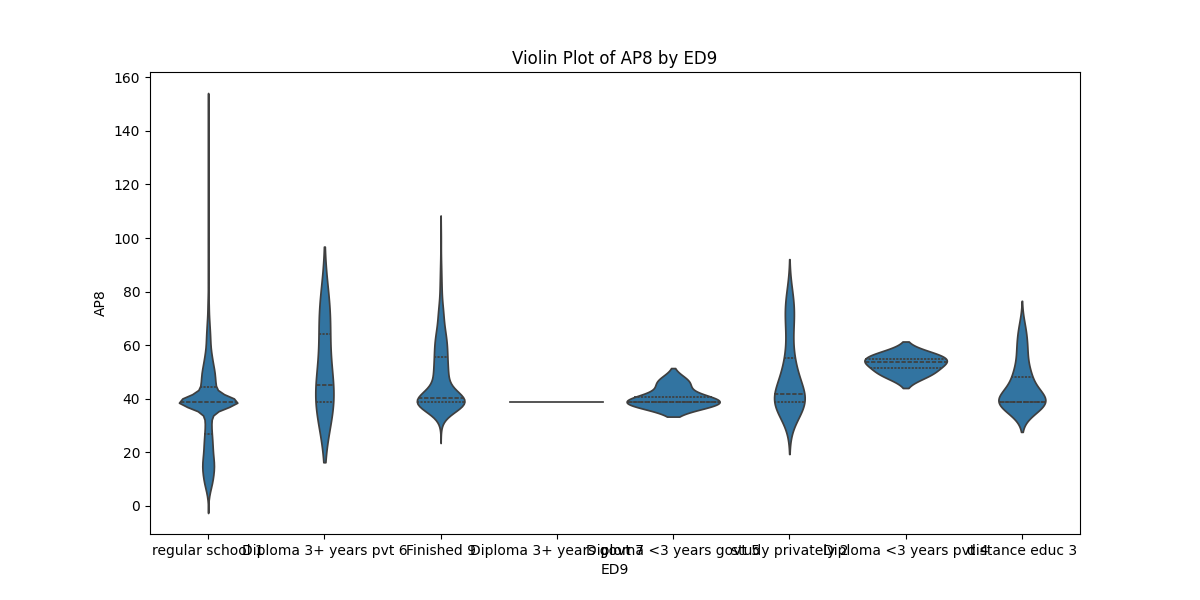 Violin Plot of AP8 by ED9
160
140
120
100
80
60
40
20
0
AP8
regular school 1
Diploma 3+ years pvt 6
Finished 9
Diploma 3+ years govt 7
Diploma <3 years govt 5
study privately 2
Diploma <3 years pvt 4
distance educ 3
ED9